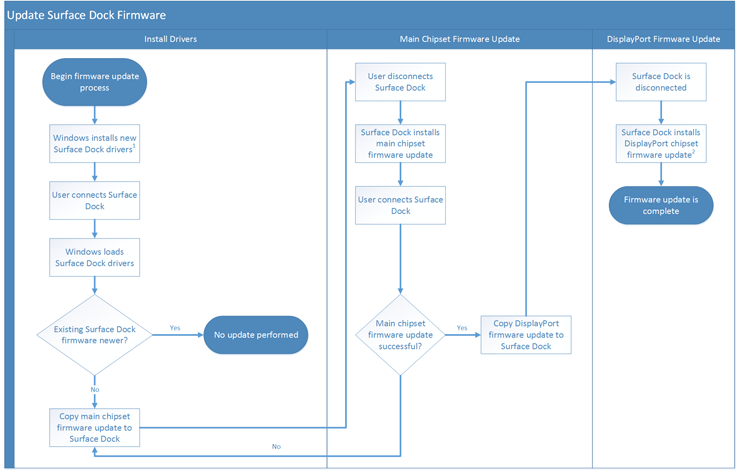 Update Surface Dock Firmware
Install Drivers
Begin firmware update
process
Windows installs new
Surface Dock drivers1
User connects Surface
Dock
Windows loads
Surface Dock drivers
Existing Surface Dock
firmware newer?
Yes
No update performed
No
Copy main chipset
firmware update to
Surface Dock
Main Chipset Firmware Update
User disconnects
Surface Dock
Surface Dock installs
main chipset
firmware update
User connects Surface
Dock
Main chipset
firmware update
successful?
Yes
Copy DisplayPort
firmware update to
Surface Dock
No
DisplayPort Firmware Update
Surface Dock is
disconnected
Surface Dock installs
DisplayPort chipset
firmware update2
Firmware update is
complete